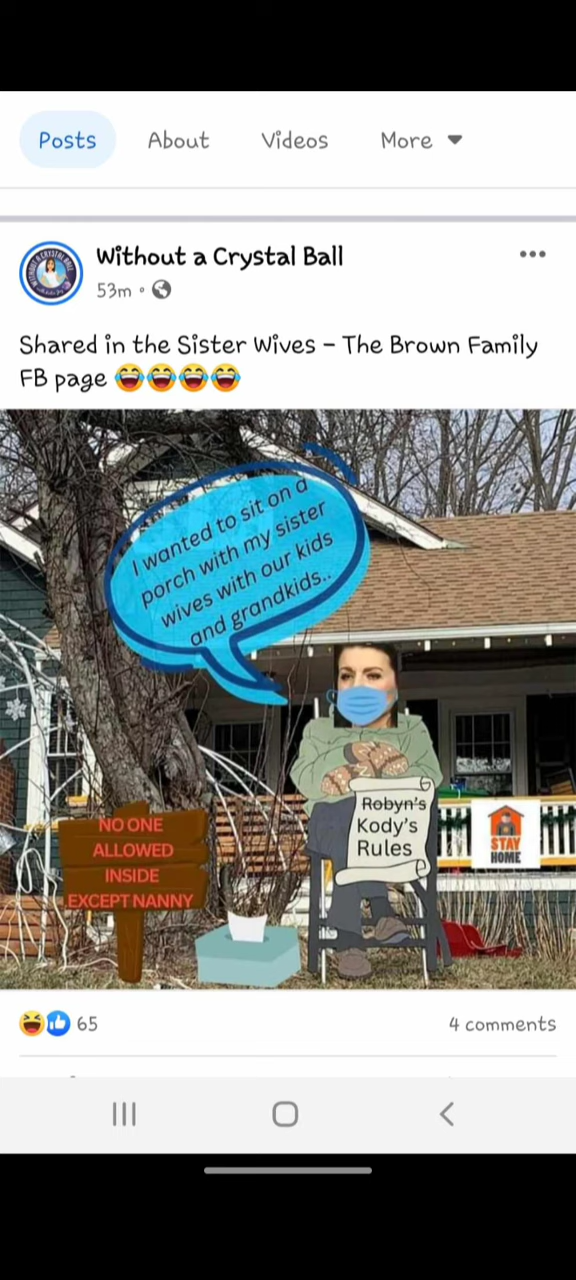 Posts About Videos More
Without a Crystal Ball
53m
Shared in the Sister Wives – The Brown Family
FB page 😂😂😂😂
I wanted to sit on a
porch with my sister
wives with our kids
and grandkids..
Robyn's
Kody's
Rules
NO ONE
ALLOWED
INSIDE
EXCEPT NANNY
STAY
HOME
65
4 comments